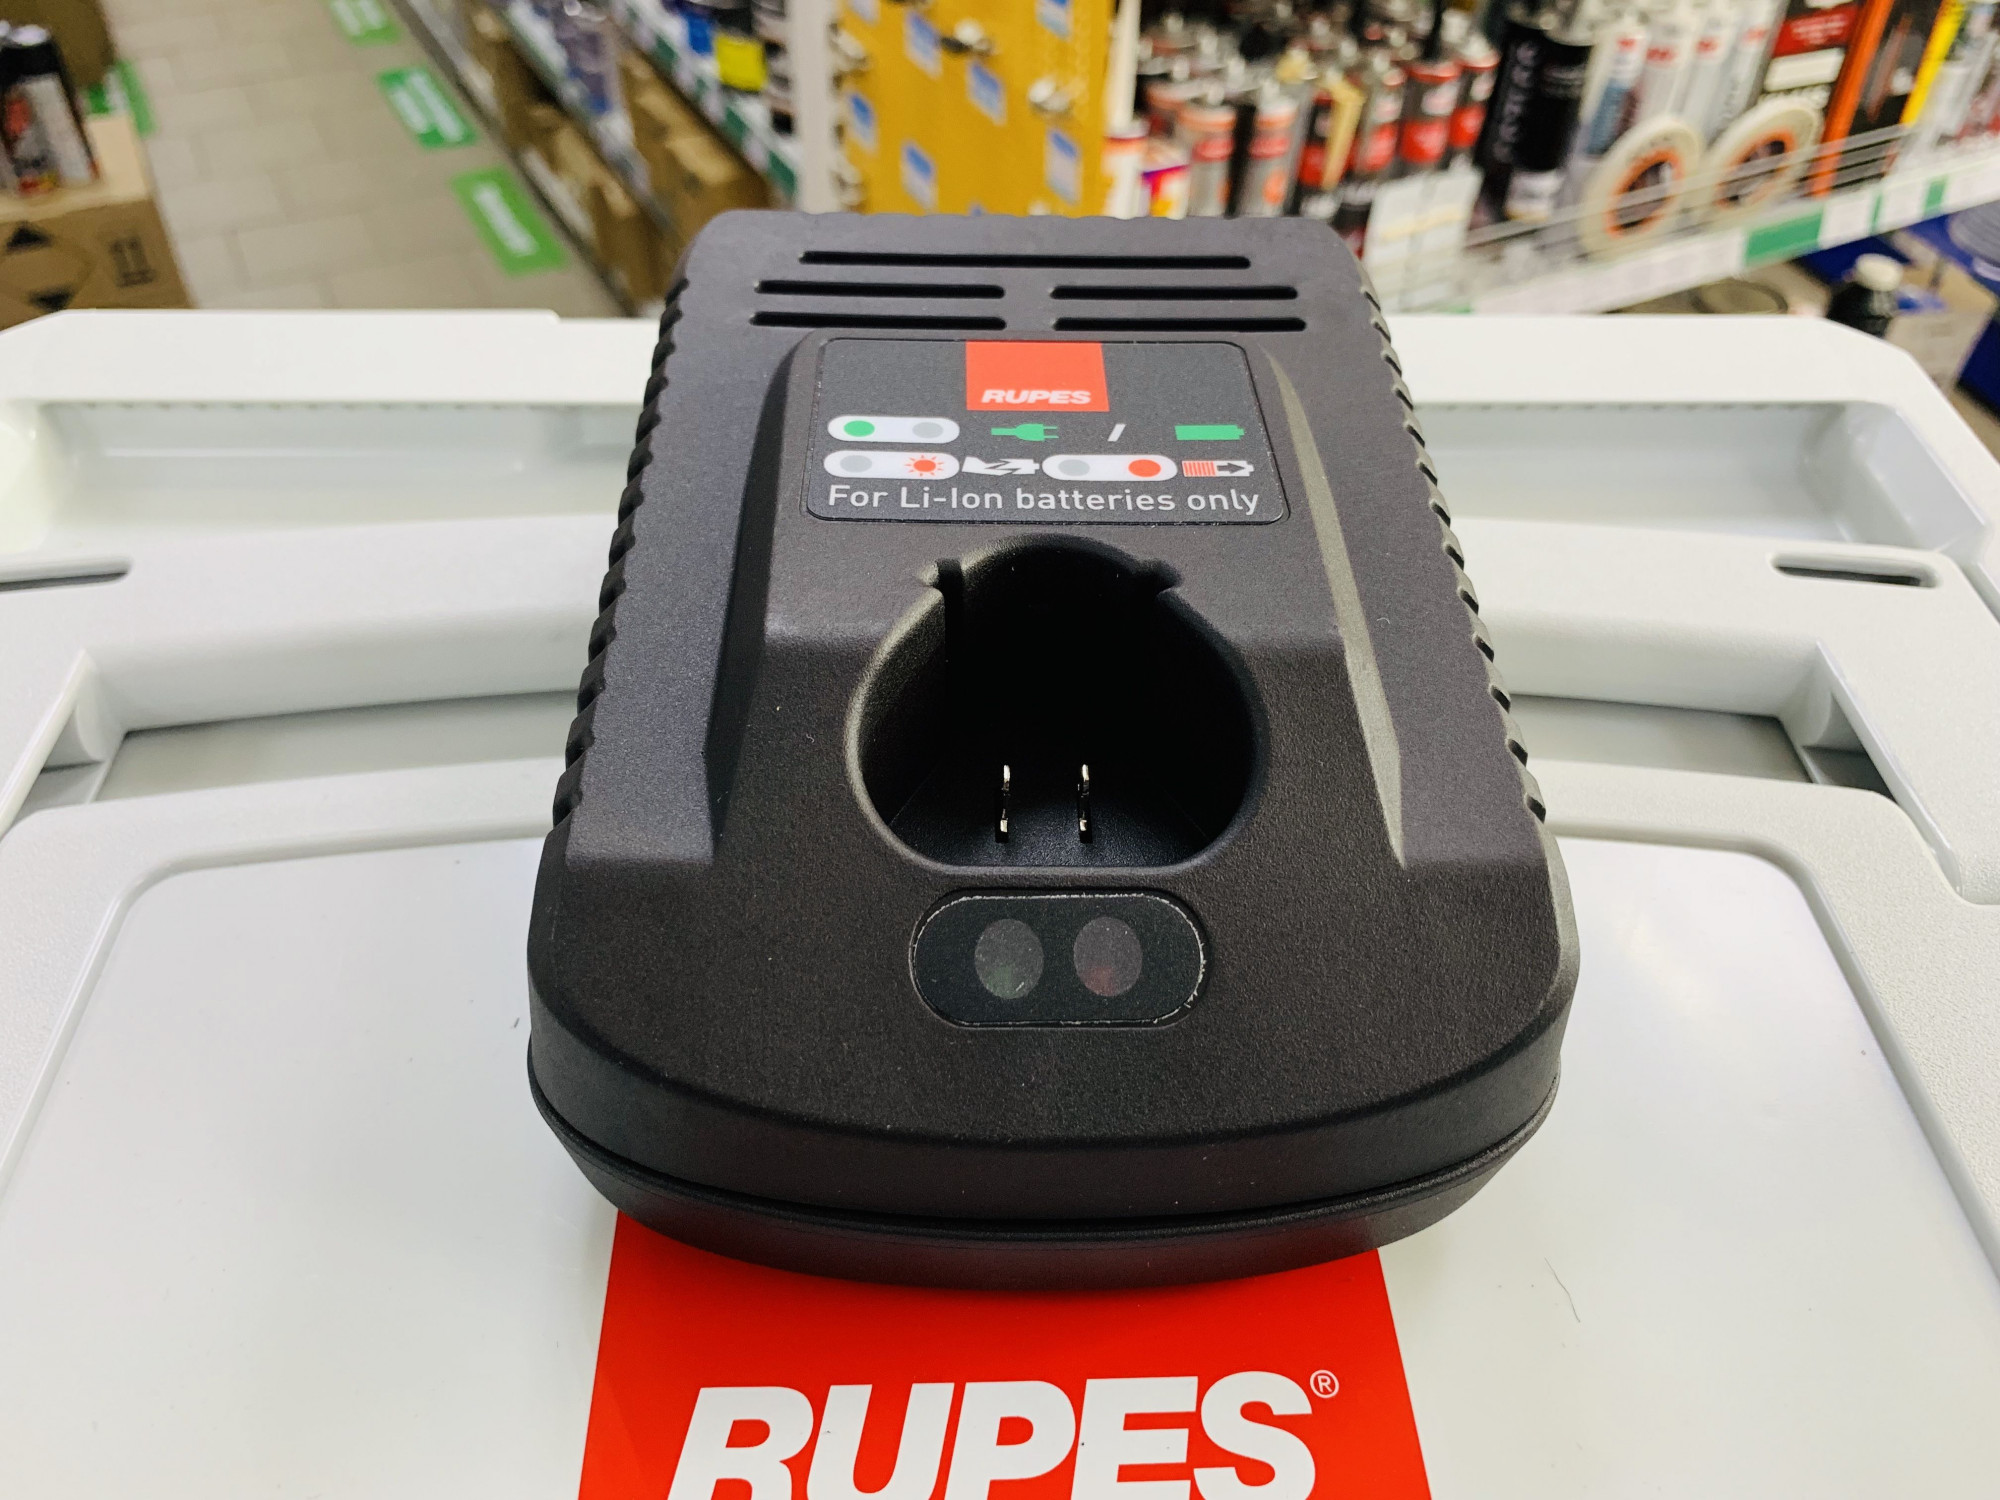 RUPES
/
For Li-Ion batteries only
RUPES®